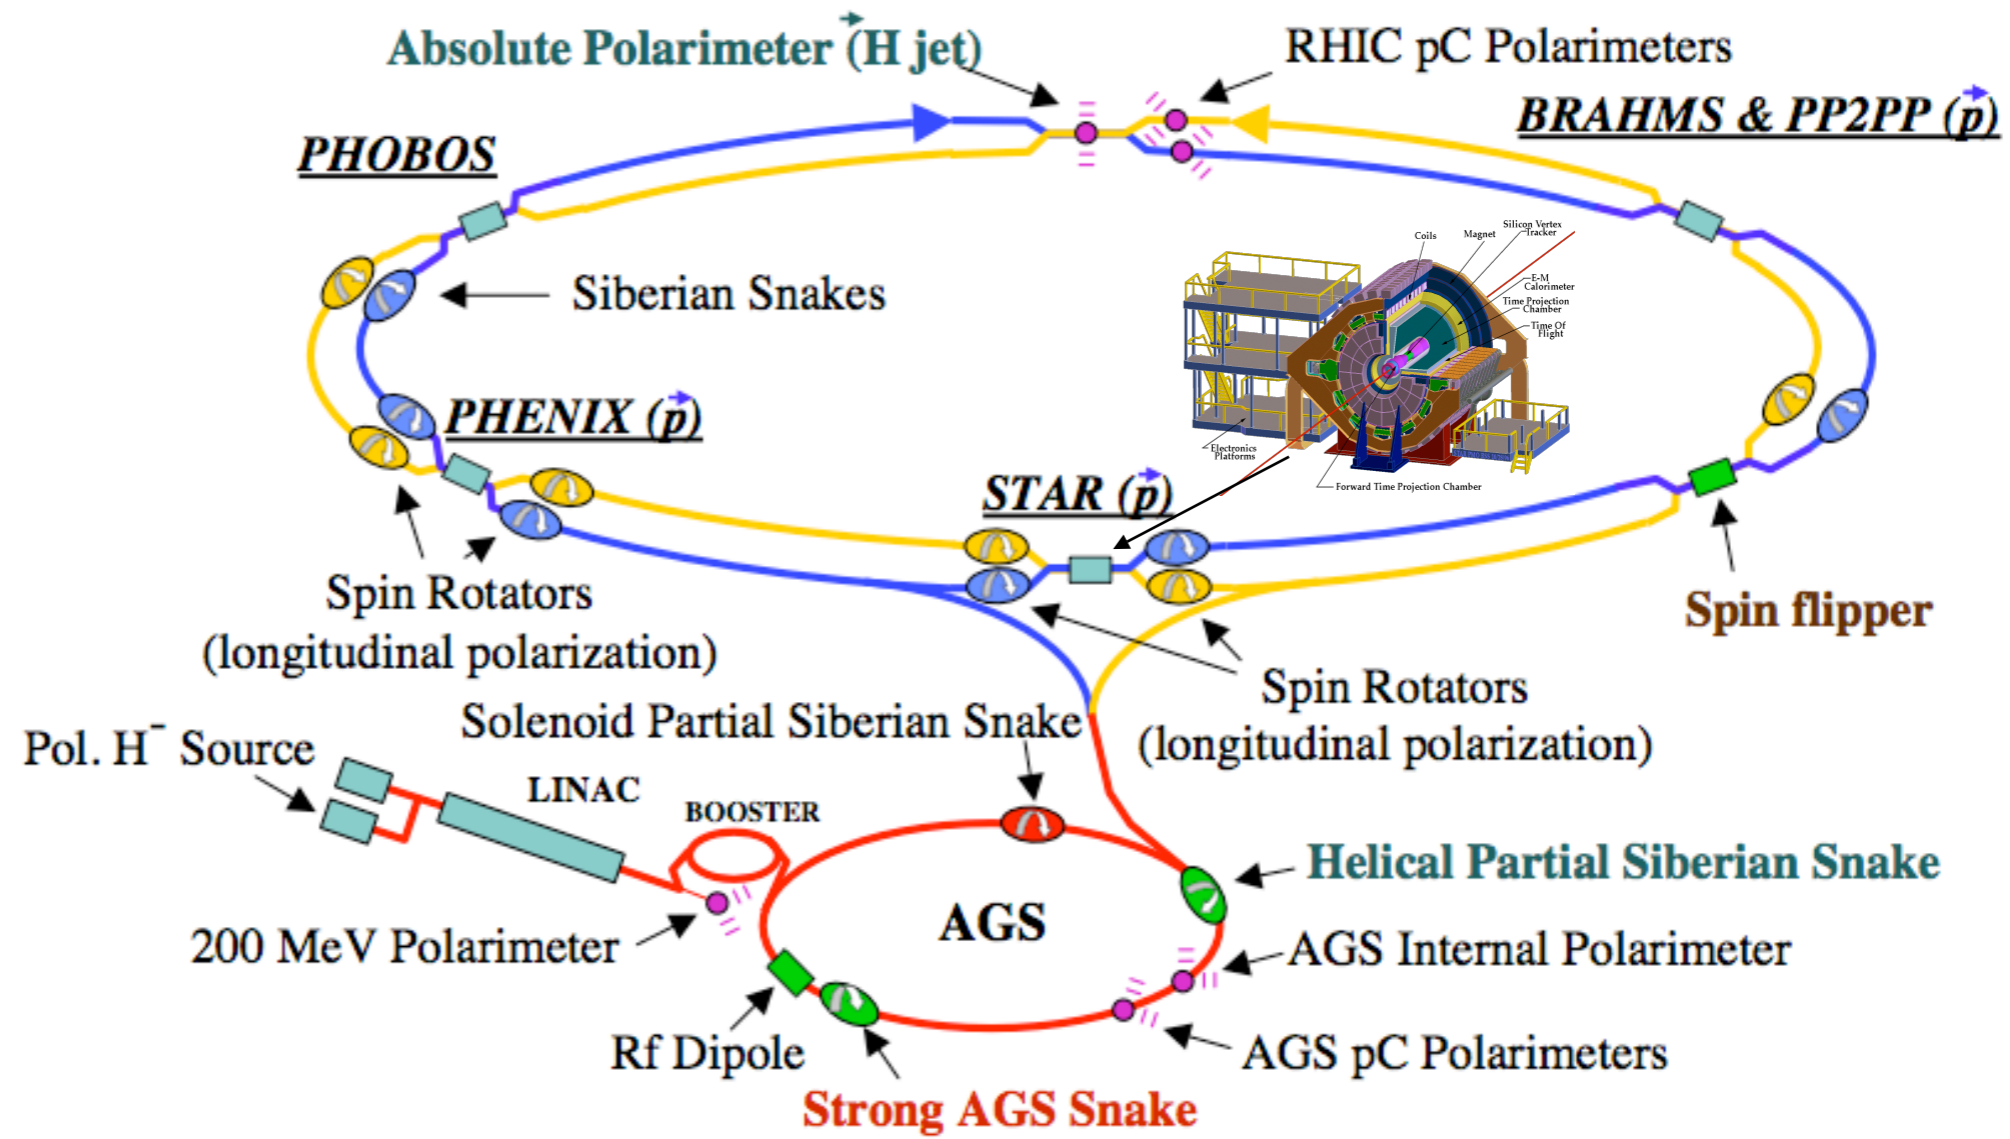 Absolute Polarimeter (H jet)
RHIC pC Polarimeters
BRAHMS & PP2PP (p)
PHOBOS
Silicon Vertex
Tracker
Coils
Magnet
E-M
Calorimeter
Siberian Snakes
Time Projection
Chamber
Time Of
Flight
PHENIX (p)
Electronics
Platforms
Forward Time Projection Chamber
STAR (p)
Spin Rotators
(longitudinal polarization)
Spin flipper
Spin Rotators
(longitudinal polarization)
Solenoid Partial Siberian Snake
Pol. H⁻ Source
LINAC
BOOSTER
Helical Partial Siberian Snake
AGS
200 MeV Polarimeter
AGS Internal Polarimeter
Rf Dipole
AGS pC Polarimeters
Strong AGS Snake